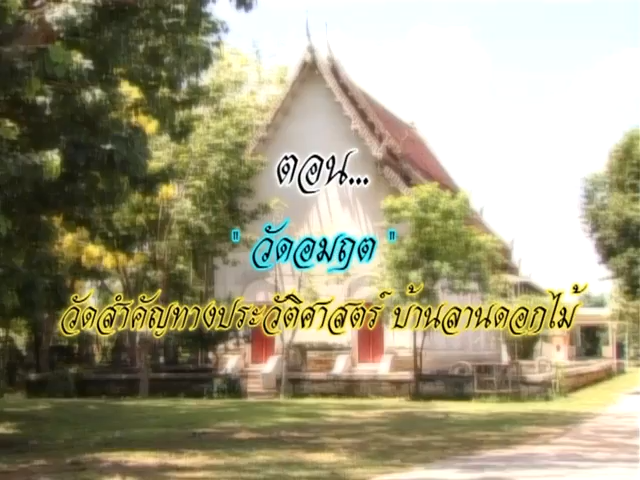 ตอน...
" วัดอมฤต "
วัดสำคัญทางประวัติศาสตร์ บ้านลานดอกไม้